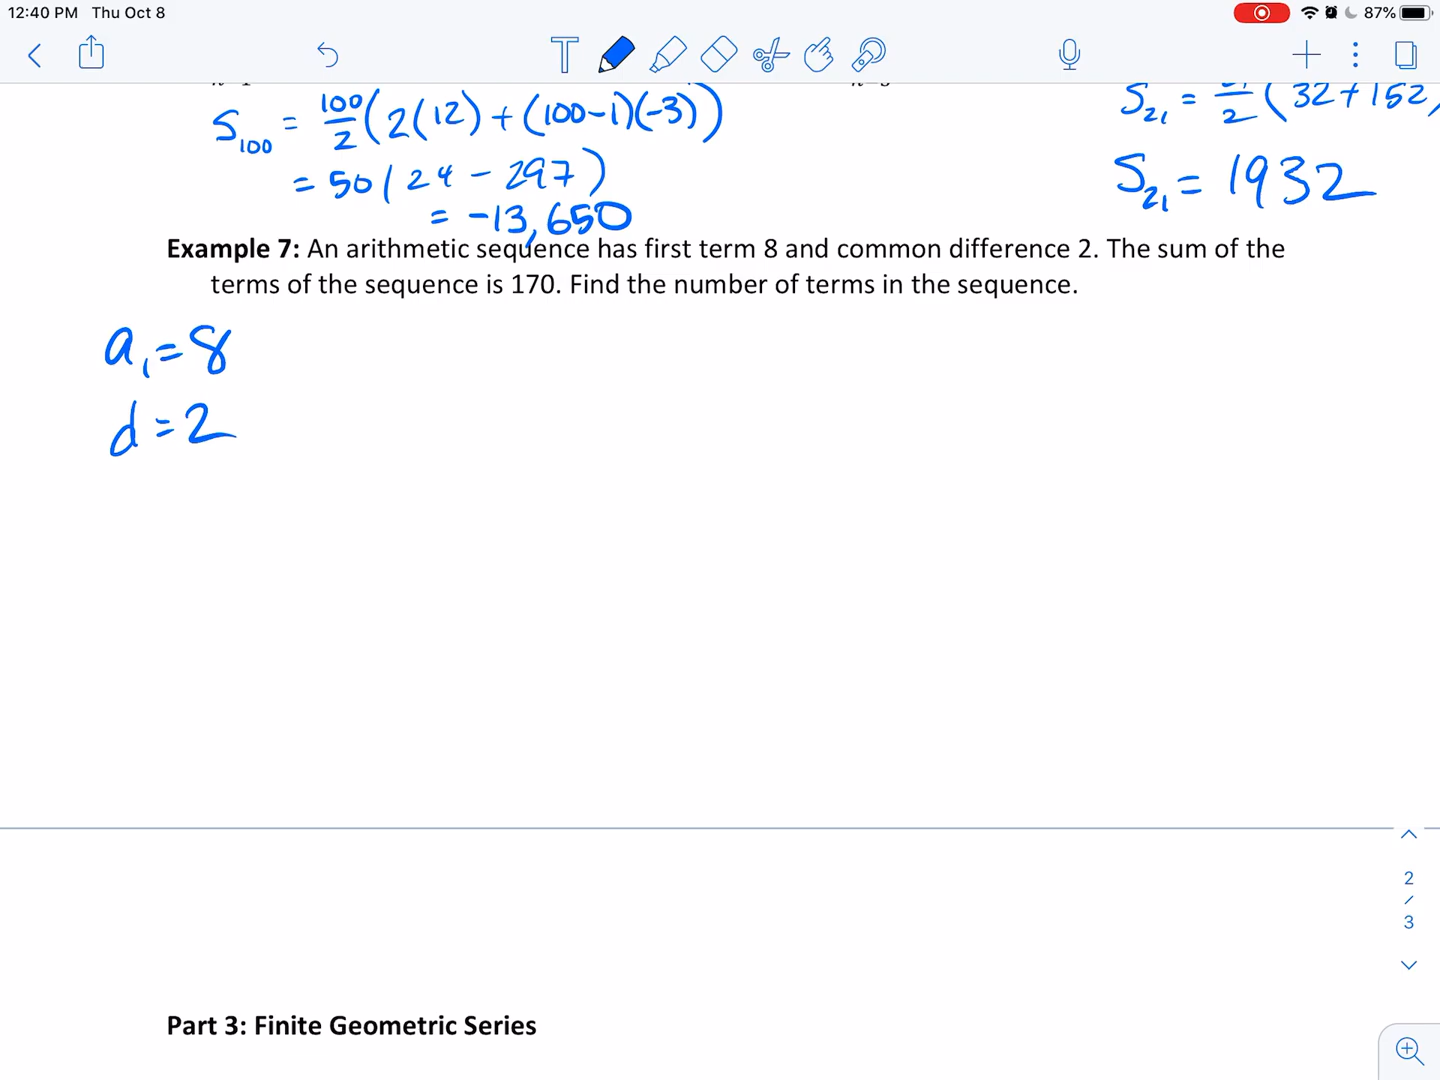 12:40 PM Thu Oct 8
87%
T
S₁₀₀ = 100/2 (2(12) + (100-1)(-3))
= 50 (24 - 297)
= -13,650
/2 (32 + 152
S₂₁ = 1932
Example 7: An arithmetic sequence has first term 8 and common difference 2. The sum of the
terms of the sequence is 170. Find the number of terms in the sequence.
a₁ = 8
d = 2
2
/
3
Part 3: Finite Geometric Series